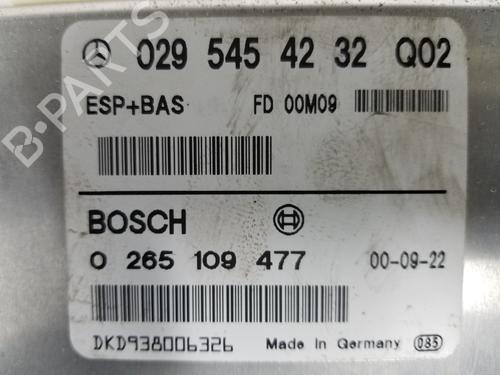 029 545 42 32 Q02
ESP+BAS FD 00M09
BOSCH
0 265 109 477 00-09-22
DKD938006326 Made in Germany 085
B-PARTS